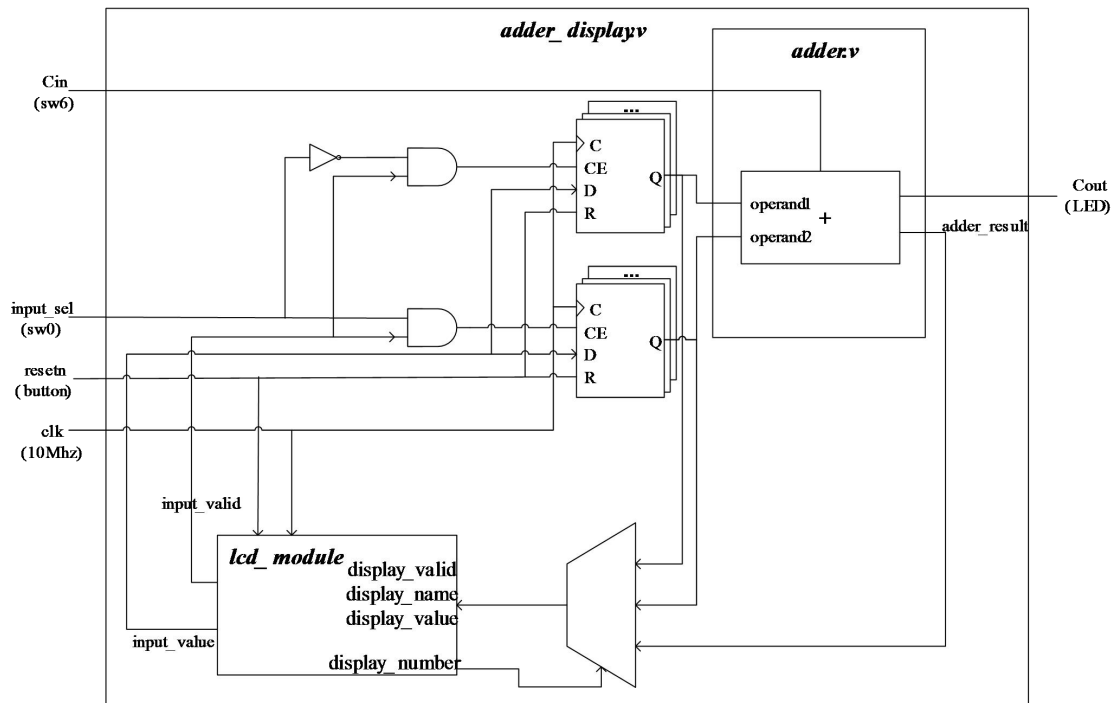 adder_display.v
adder.v
Cin
(sw6)
...
C
CE
D
R
Q
operand1
operand2
+
Cout
(LED)
adder_result
input_sel
(sw0)
...
C
CE
D
R
Q
resetn
(button)
clk
(10Mhz)
input_valid
lcd_module
display_valid
display_name
display_value
display_number
input_value